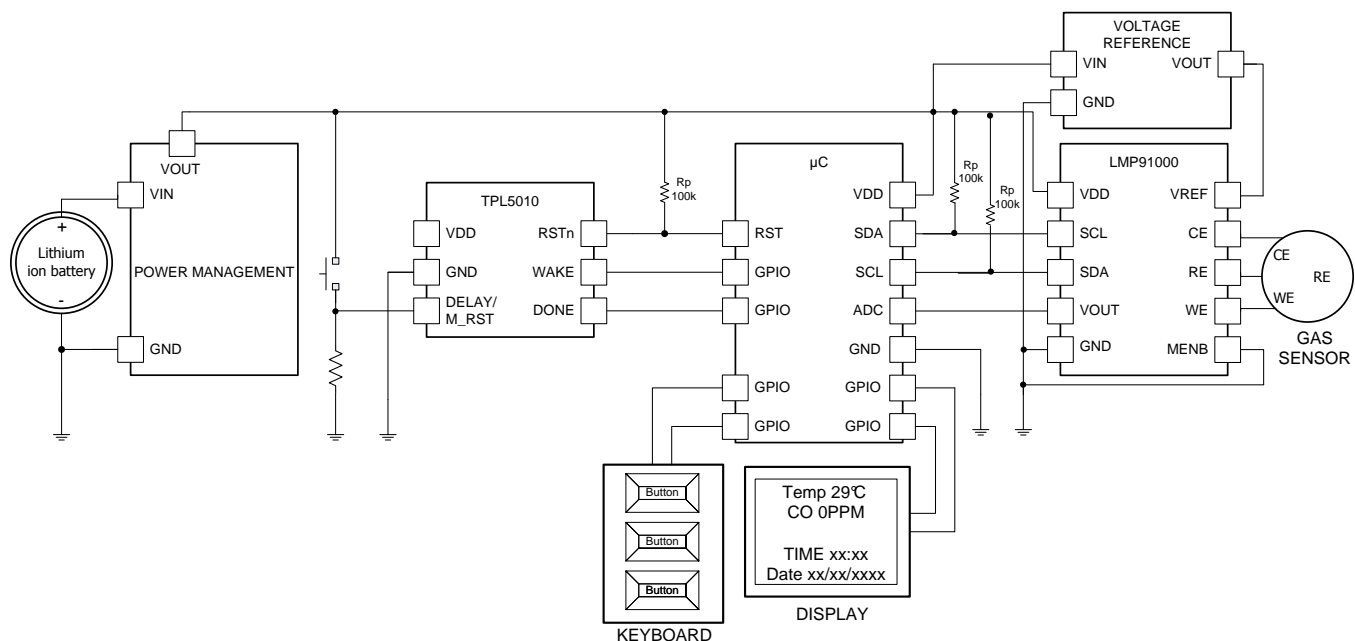 VOLTAGE
REFERENCE
VIN
VOUT
GND
VOUT
VIN
+
Lithium
ion battery
-
POWER MANAGEMENT
GND
TPL5010
VDD
RSTn
GND
WAKE
DELAY/
M_RST
DONE
Rp
100k
µC
VDD
RST
SDA
GPIO
SCL
GPIO
ADC
GND
GPIO
GPIO
GPIO
GPIO
Rp
100k
Rp
100k
LMP91000
VDD
VREF
SCL
CE
SDA
RE
VOUT
WE
GND
MENB
CE
RE
WE
GAS
SENSOR
Button
Button
Button
KEYBOARD
Temp 29°C
CO 0PPM
TIME xx:xx
Date xx/xx/xxxx
DISPLAY